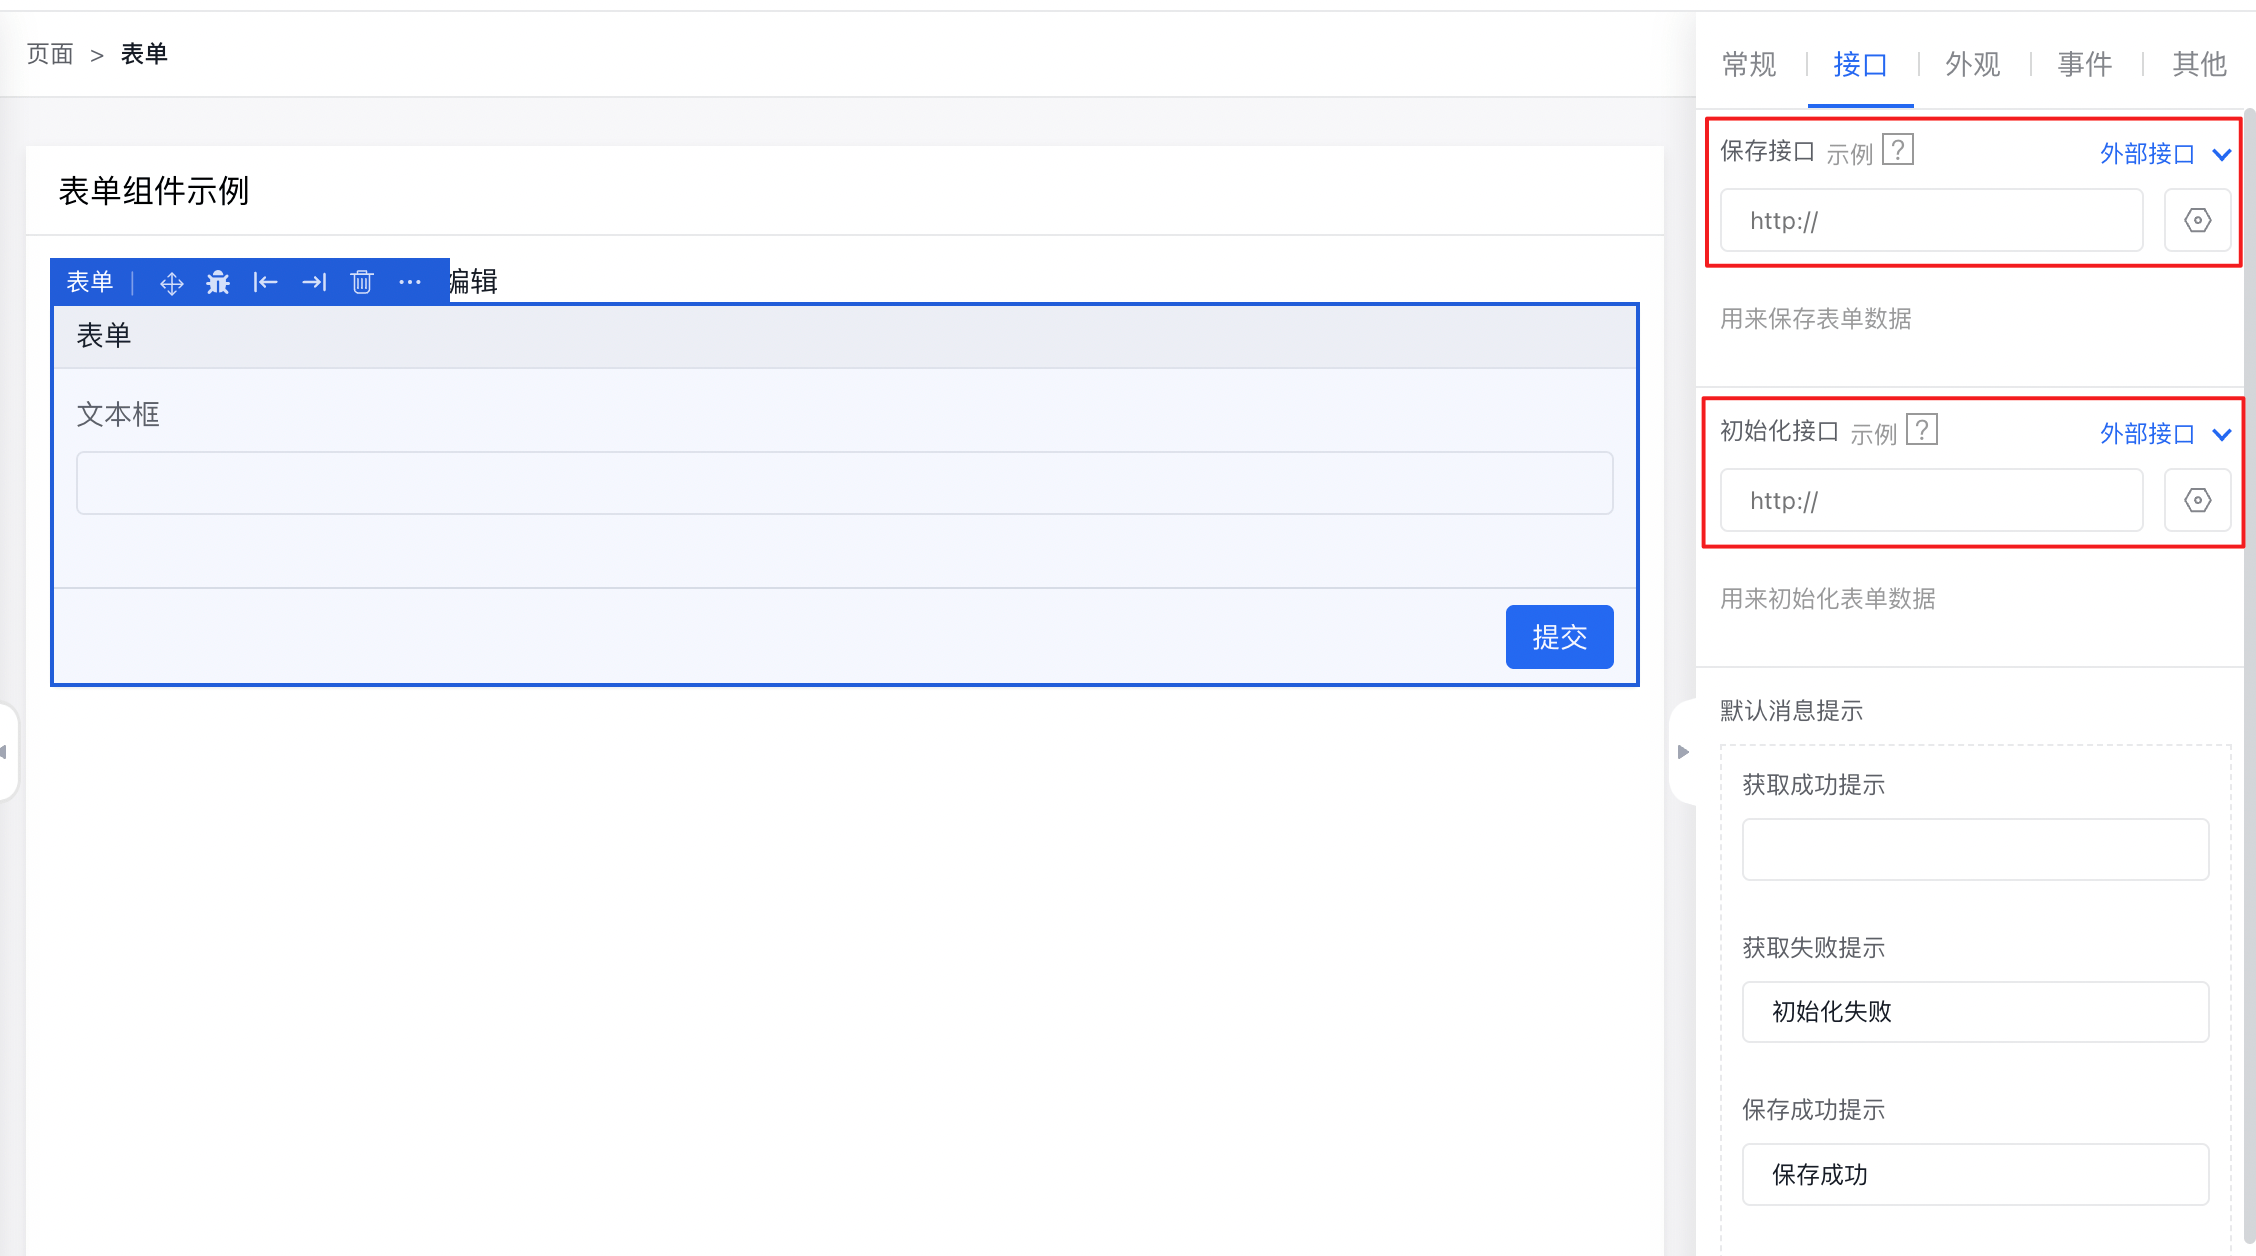 页面 > 表单
表单组件示例
表单
编辑
表单
文本框
提交
常规 接口 外观 事件 其他
保存接口 示例 ? 外部接口
http://
用来保存表单数据
初始化接口 示例 ? 外部接口
http://
用来初始化表单数据
默认消息提示
获取成功提示
获取失败提示
初始化失败
保存成功提示
保存成功